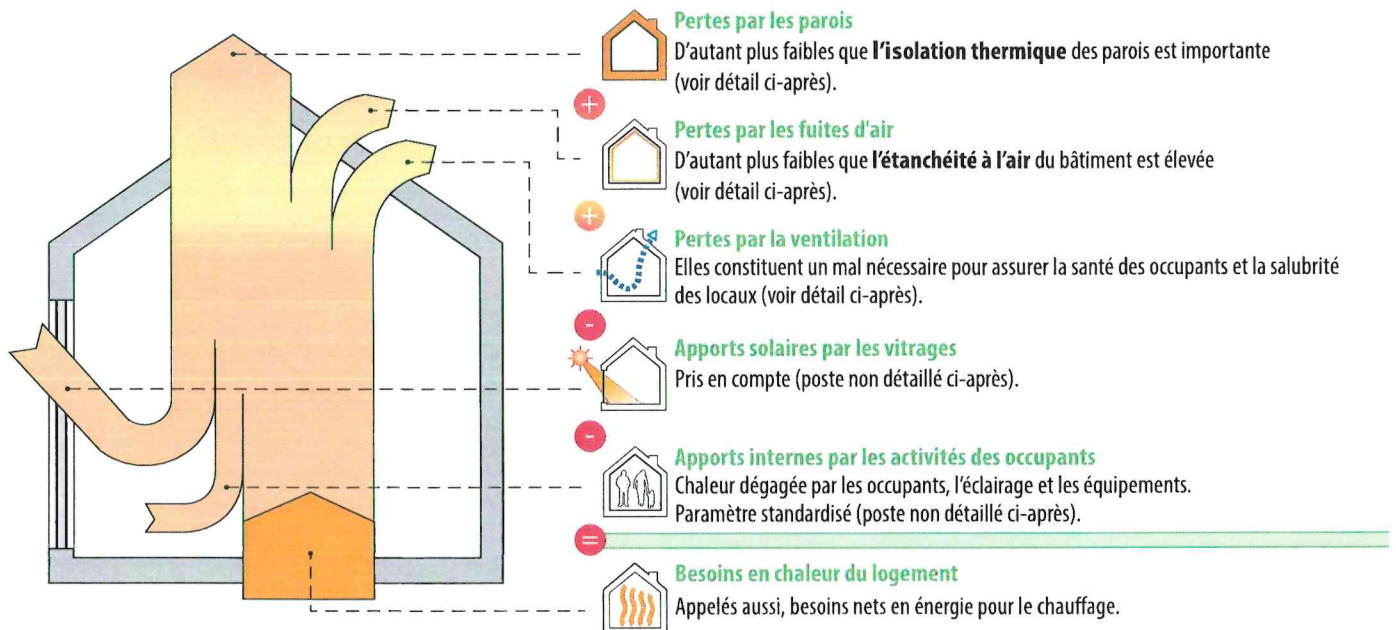 Pertes par les parois
D'autant plus faibles que l'isolation thermique des parois est importante
(voir détail ci-après).
+
Pertes par les fuites d'air
D'autant plus faibles que l'étanchéité à l'air du bâtiment est élevée
(voir détail ci-après).
+
Pertes par la ventilation
Elles constituent un mal nécessaire pour assurer la santé des occupants et la salubrité
des locaux (voir détail ci-après).
-
Apports solaires par les vitrages
Pris en compte (poste non détaillé ci-après).
-
Apports internes par les activités des occupants
Chaleur dégagée par les occupants, l'éclairage et les équipements.
Paramètre standardisé (poste non détaillé ci-après).
=
Besoins en chaleur du logement
Appelés aussi, besoins nets en énergie pour le chauffage.